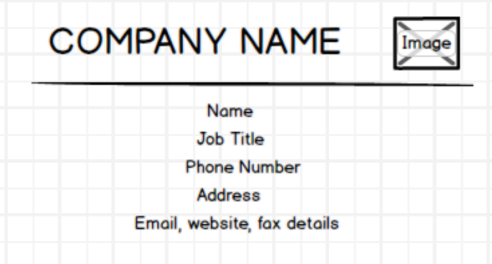 COMPANY NAME
Image
Name
Job Title
Phone Number
Address
Email, website, fax details